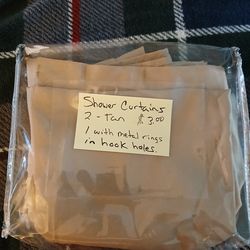 Shower Curtains
2 - Tan $3.00
1 with metal rings
in hook holes.